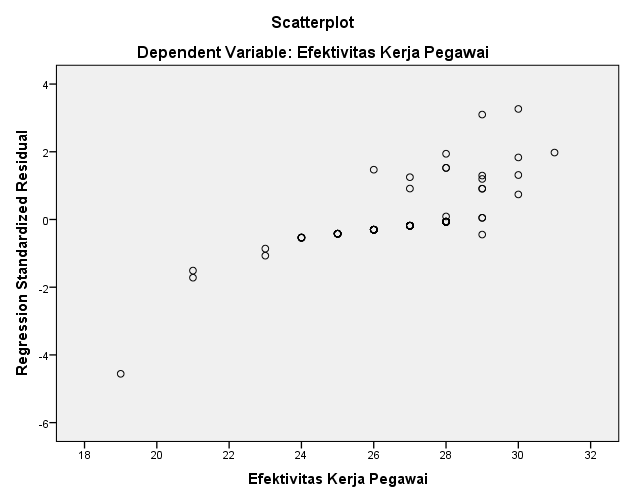 Scatterplot
Dependent Variable: Efektivitas Kerja Pegawai
Regression Standardized Residual
4
2
0
-2
-4
-6
18 20 22 24 26 28 30 32
Efektivitas Kerja Pegawai